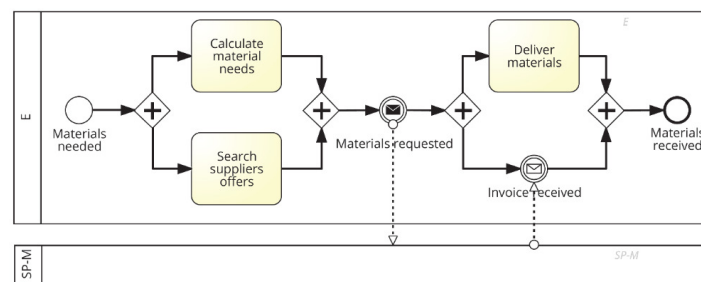 E
E
Calculate
material
needs
Deliver
materials
Materials
needed
Materials requested
Materials
received
Search
suppliers
offers
Invoice received
SP-M
SP-M